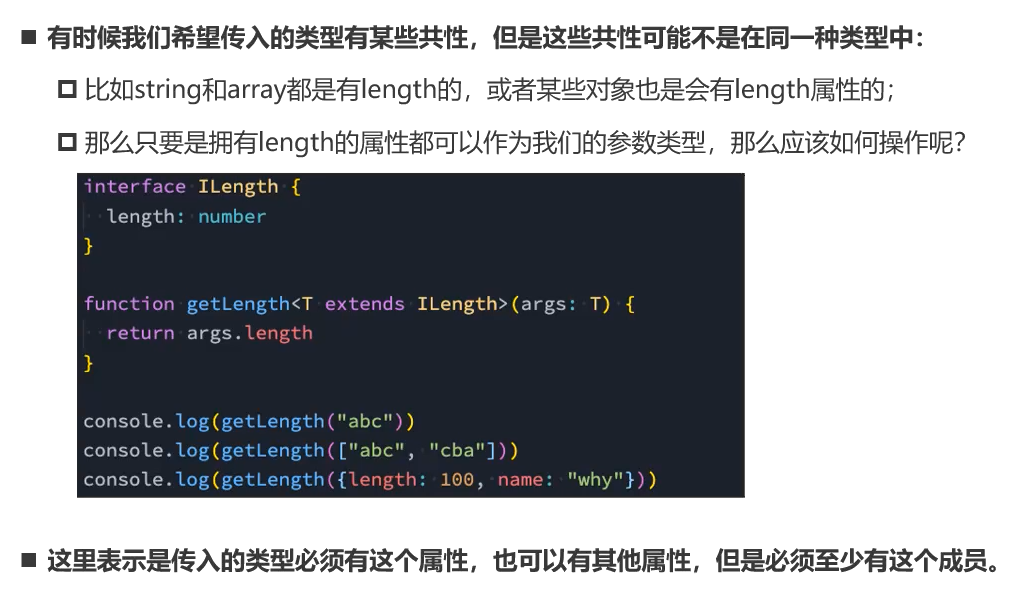 有时候我们希望传入的类型有某些共性，但是这些共性可能不是在同一种类型中：
比如string和array都是有length的，或者某些对象也是会有length属性的；
那么只要是拥有length的属性都可以作为我们的参数类型，那么应该如何操作呢？
interface ILength {
  length: number
}
function getLength<T extends ILength>(args: T) {
  return args.length
}
console.log(getLength("abc"))
console.log(getLength(["abc", "cba"]))
console.log(getLength({length: 100, name: "why"}))
这里表示是传入的类型必须有这个属性，也可以有其他属性，但是必须至少有这个成员。